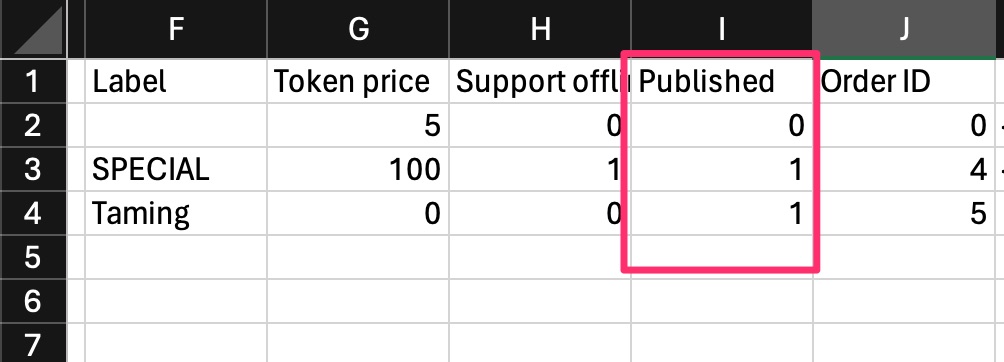 F G H I J
1 Label Token price Support offli Published Order ID
2 5 0 0 0
3 SPECIAL 100 1 1 4
4 Taming 0 0 1 5
5
6
7